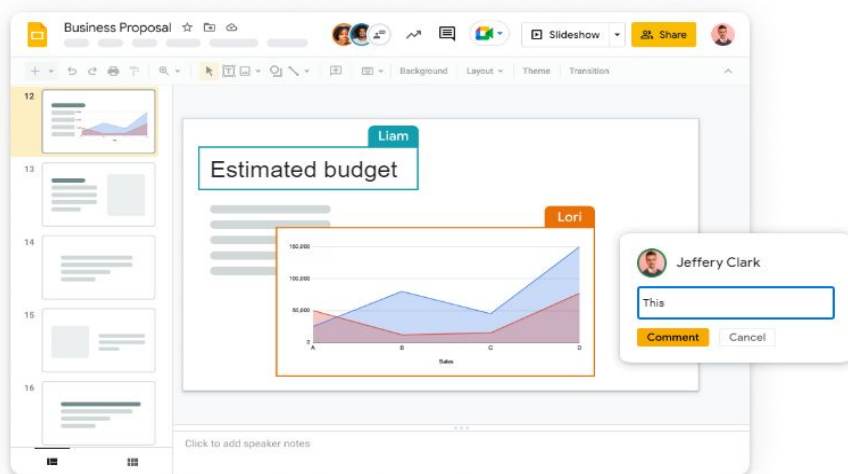 Business Proposal
Slideshow
Share
Background Layout Theme Transition
12
13
14
15
16
Liam
Estimated budget
Lori
150,000
100,000
50,000
0
A B C D
Sales
Jeffery Clark
This
Comment Cancel
Click to add speaker notes